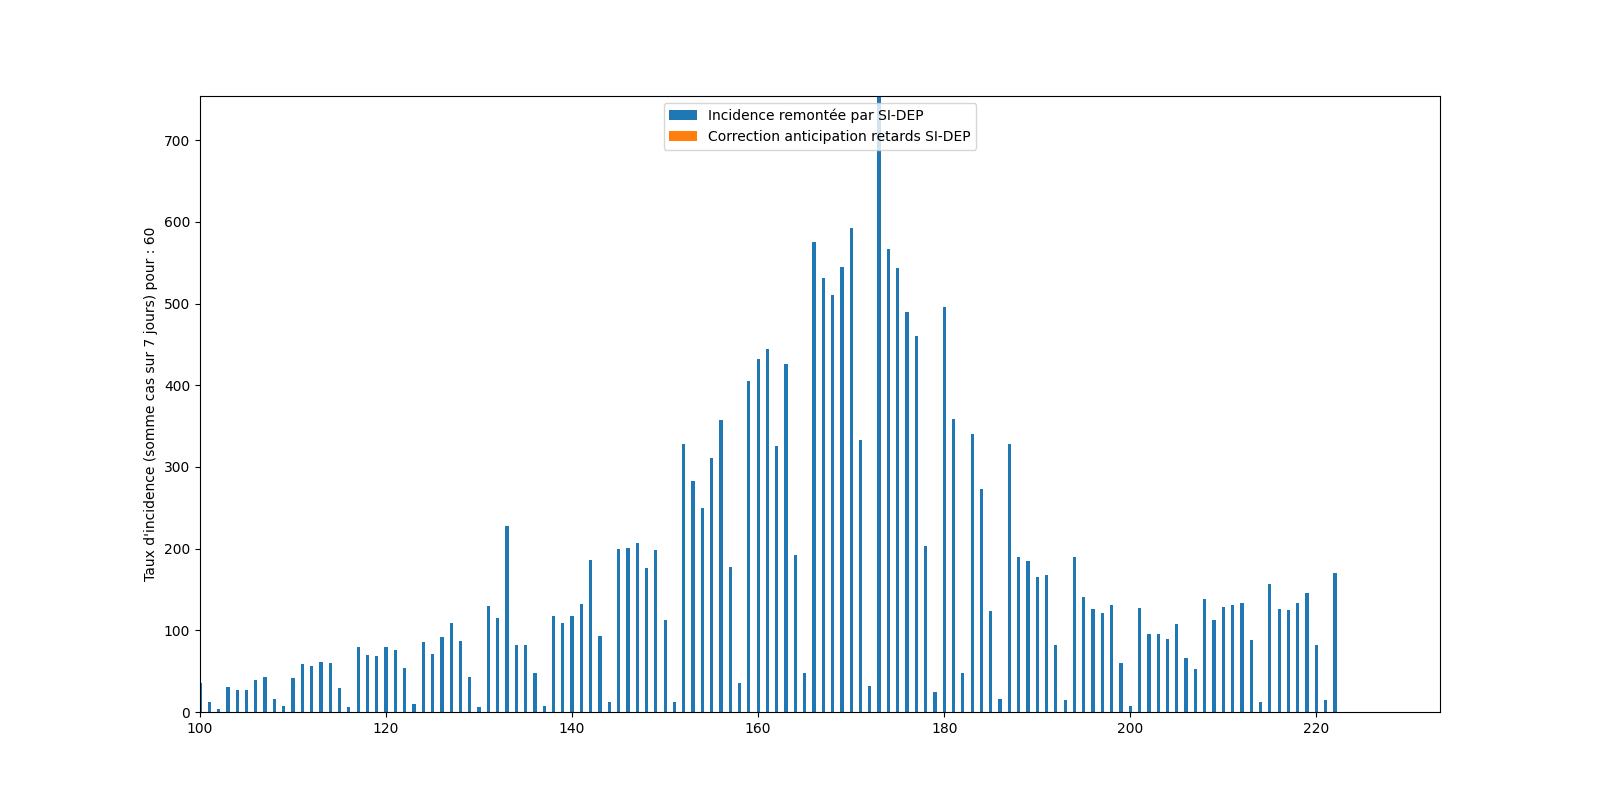 Incidence remontée par SI-DEP
Correction anticipation retards SI-DEP
Taux d'incidence (somme cas sur 7 jours) pour : 60
700
600
500
400
300
200
100
0
100 120 140 160 180 200 220